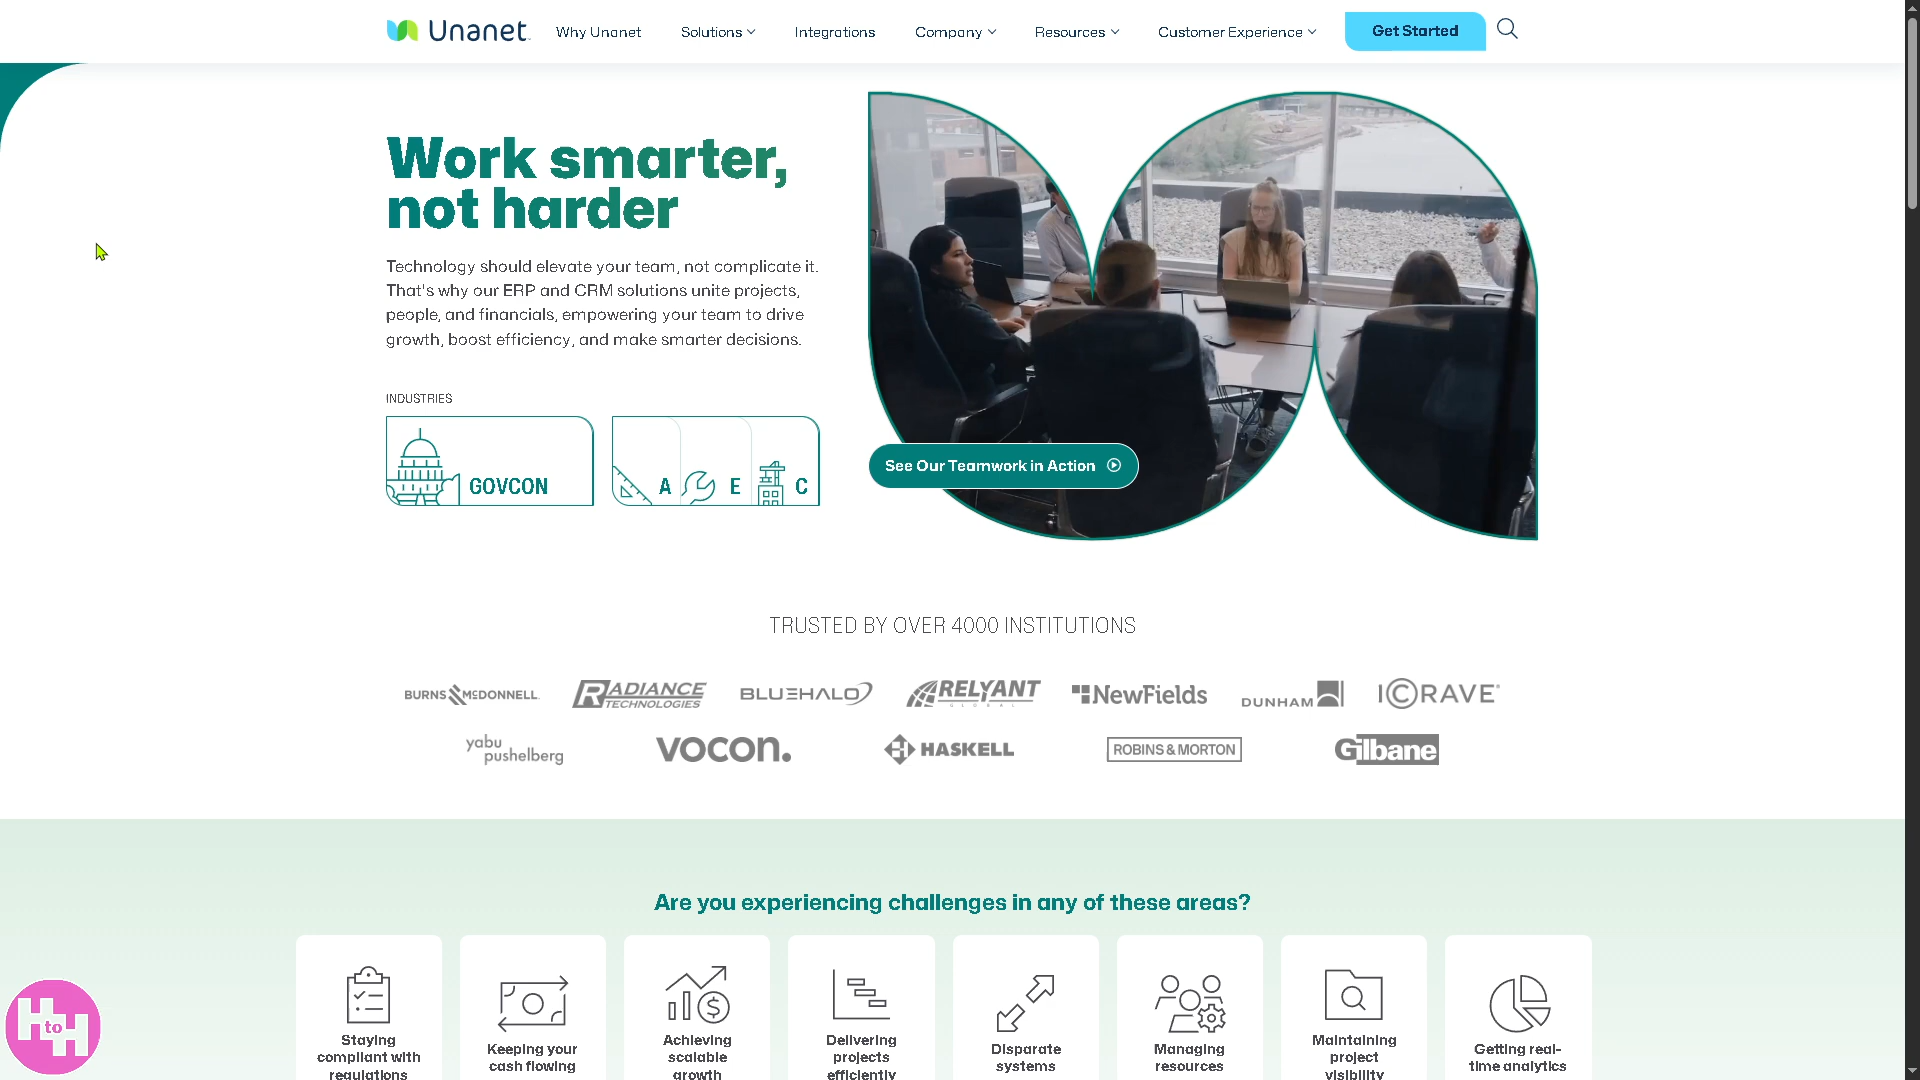 Unanet
Why Unanet
Solutions
Integrations
Company
Resources
Customer Experience
Get Started
Work smarter,
not harder
Technology should elevate your team, not complicate it.
That's why our ERP and CRM solutions unite projects,
people, and financials, empowering your team to drive
growth, boost efficiency, and make smarter decisions.
INDUSTRIES
GOVCON
A E C
See Our Teamwork in Action
TRUSTED BY OVER 4000 INSTITUTIONS
BURNS McDONNELL
RADIANCE
TECHNOLOGIES
BLUEHALO
RELYANT
GLOBAL
NewFields
DUNHAM
ICRAVE
yabu
pushelberg
vocon.
HASKELL
ROBINS & MORTON
Gilbane
Are you experiencing challenges in any of these areas?
Staying
compliant with
regulations
Keeping your
cash flowing
Achieving
scalable
growth
Delivering
projects
efficiently
Disparate
systems
Managing
resources
Maintaining
project
visibility
Getting real-
time analytics
H to H